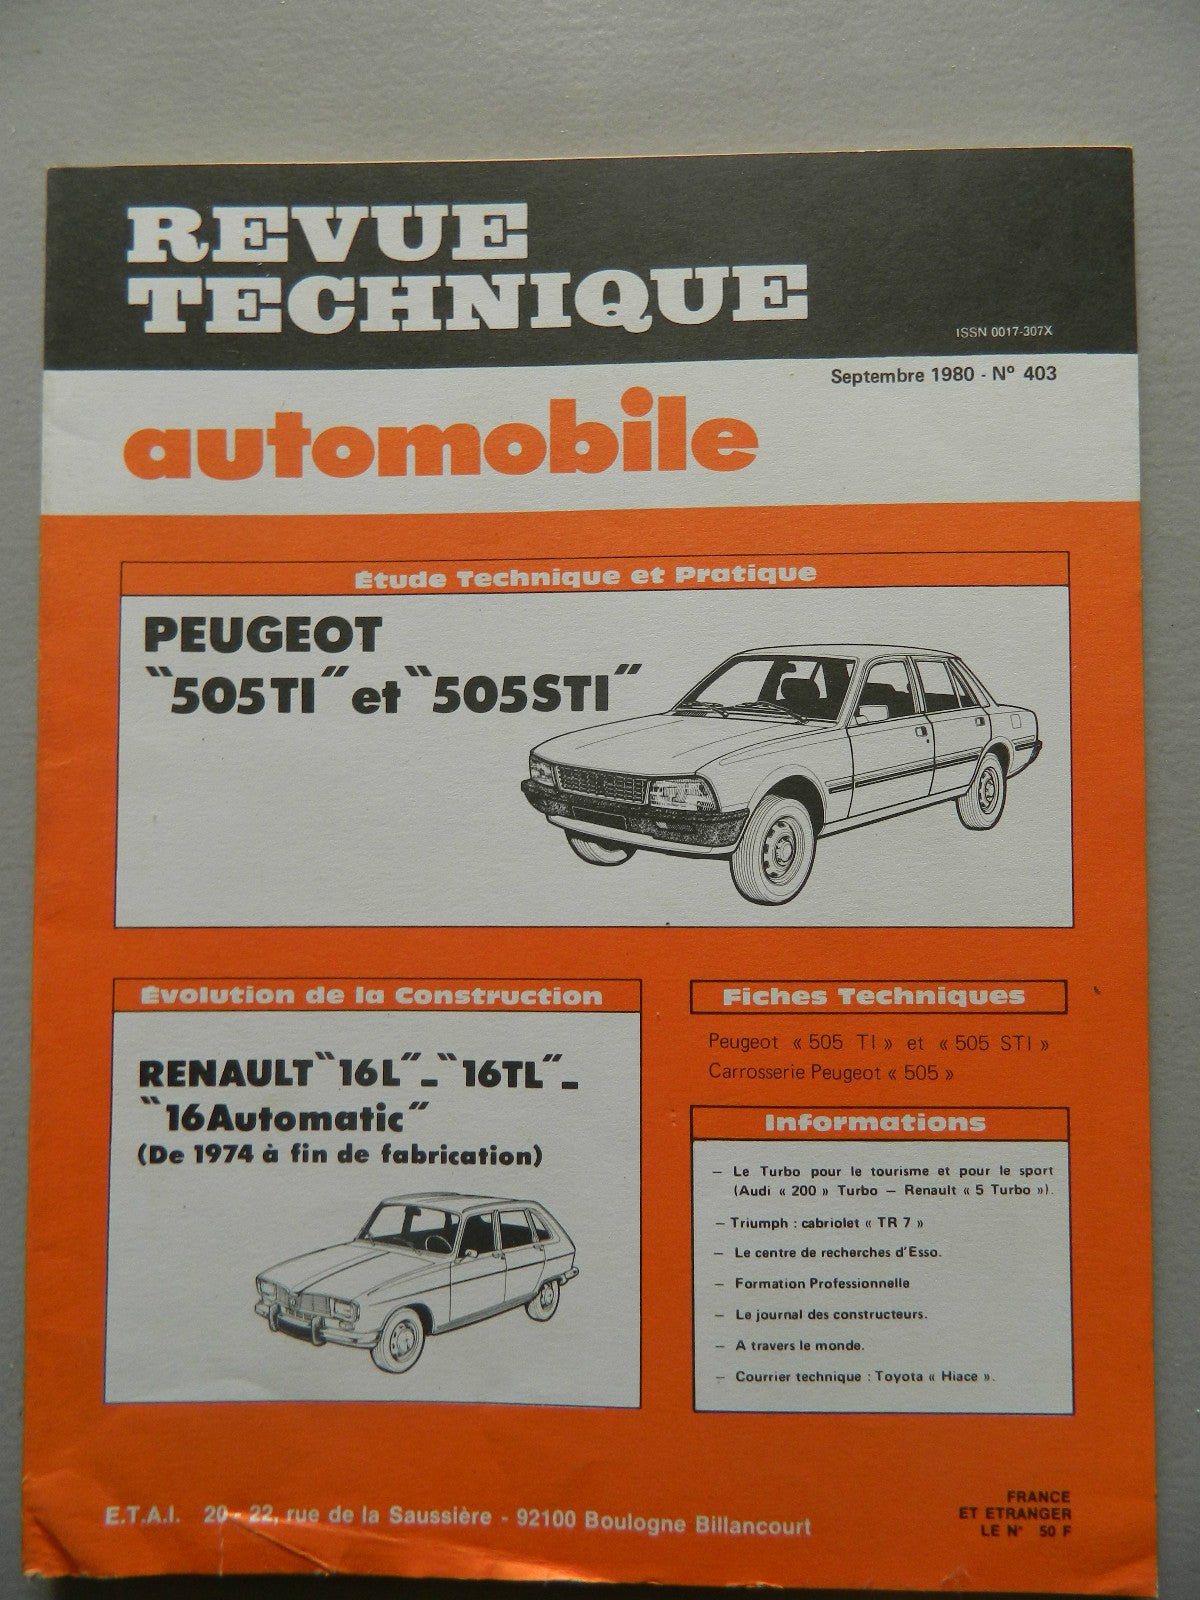 REVUE
TECHNIQUE
ISSN 0017-307X
Septembre 1980 - Nº 403
automobile
Étude Technique et Pratique
PEUGEOT
"505TI" et "505STI"
Évolution de la Construction
RENAULT "16L" - "16TL" -
"16Automatic"
(De 1974 à fin de fabrication)
Fiches Techniques
Peugeot « 505 TI » et « 505 STI »
Carrosserie Peugeot « 505 »
Informations
— Le Turbo pour le tourisme et pour le sport
(Audi « 200 » Turbo — Renault « 5 Turbo »).
— Triumph : cabriolet « TR 7 »
— Le centre de recherches d'Esso.
— Formation Professionnelle
— Le journal des constructeurs.
— A travers le monde.
— Courrier technique : Toyota « Hiace ».
E.T.A.I. 20 - 22, rue de la Saussière - 92100 Boulogne Billancourt
FRANCE
ET ETRANGER
LE N° 50 F